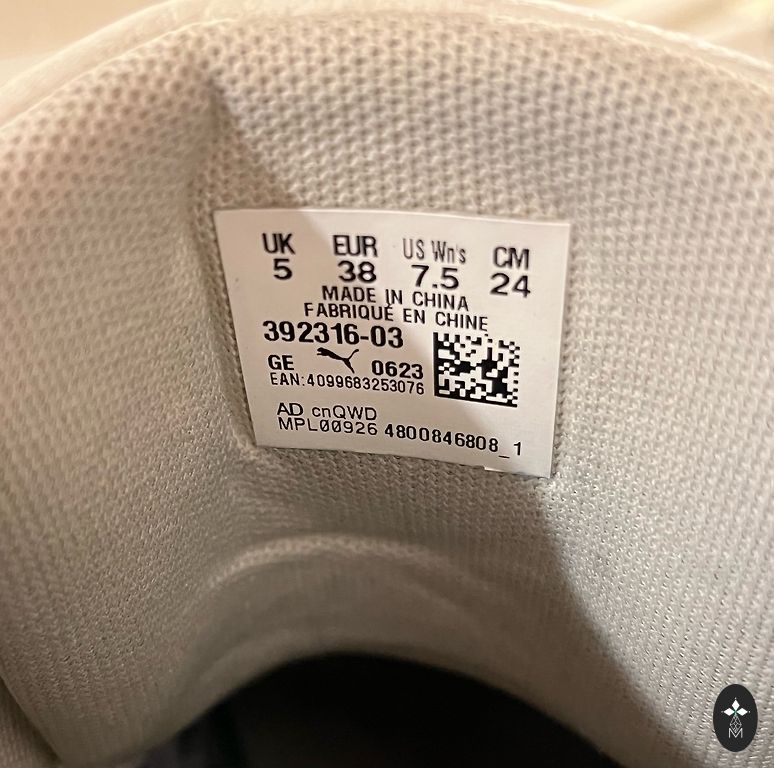 UK EUR US Wn's CM
5 38 7.5 24
MADE IN CHINA
FABRIQUÉ EN CHINE
392316-03
GE 0623
EAN:4099683253076
AD cnQWD
MPL00926 4800846808_1
M